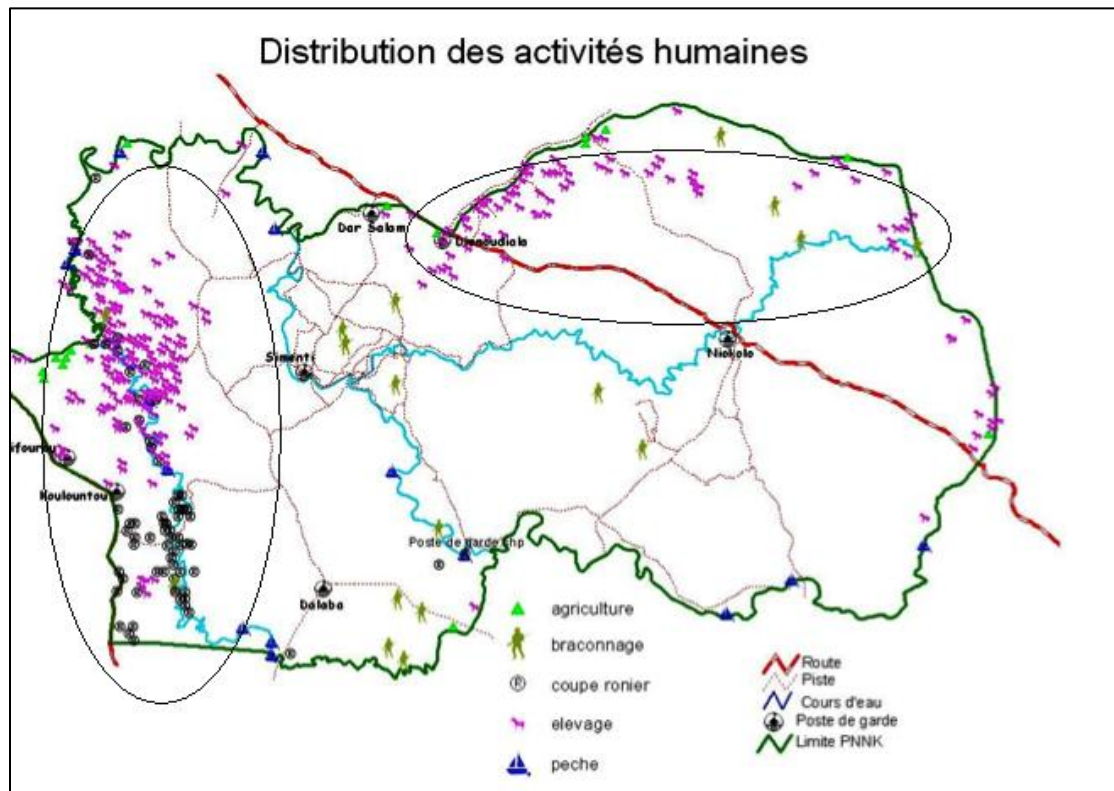 Distribution des activités humaines
Dar Salam
Simenti
Niokolo
Koulountou
Poste de garde
Dalaba
agriculture
braconnage
coupe ronier
elevage
peche
Route
Piste
Cours d'eau
Poste de garde
Limite PNNK